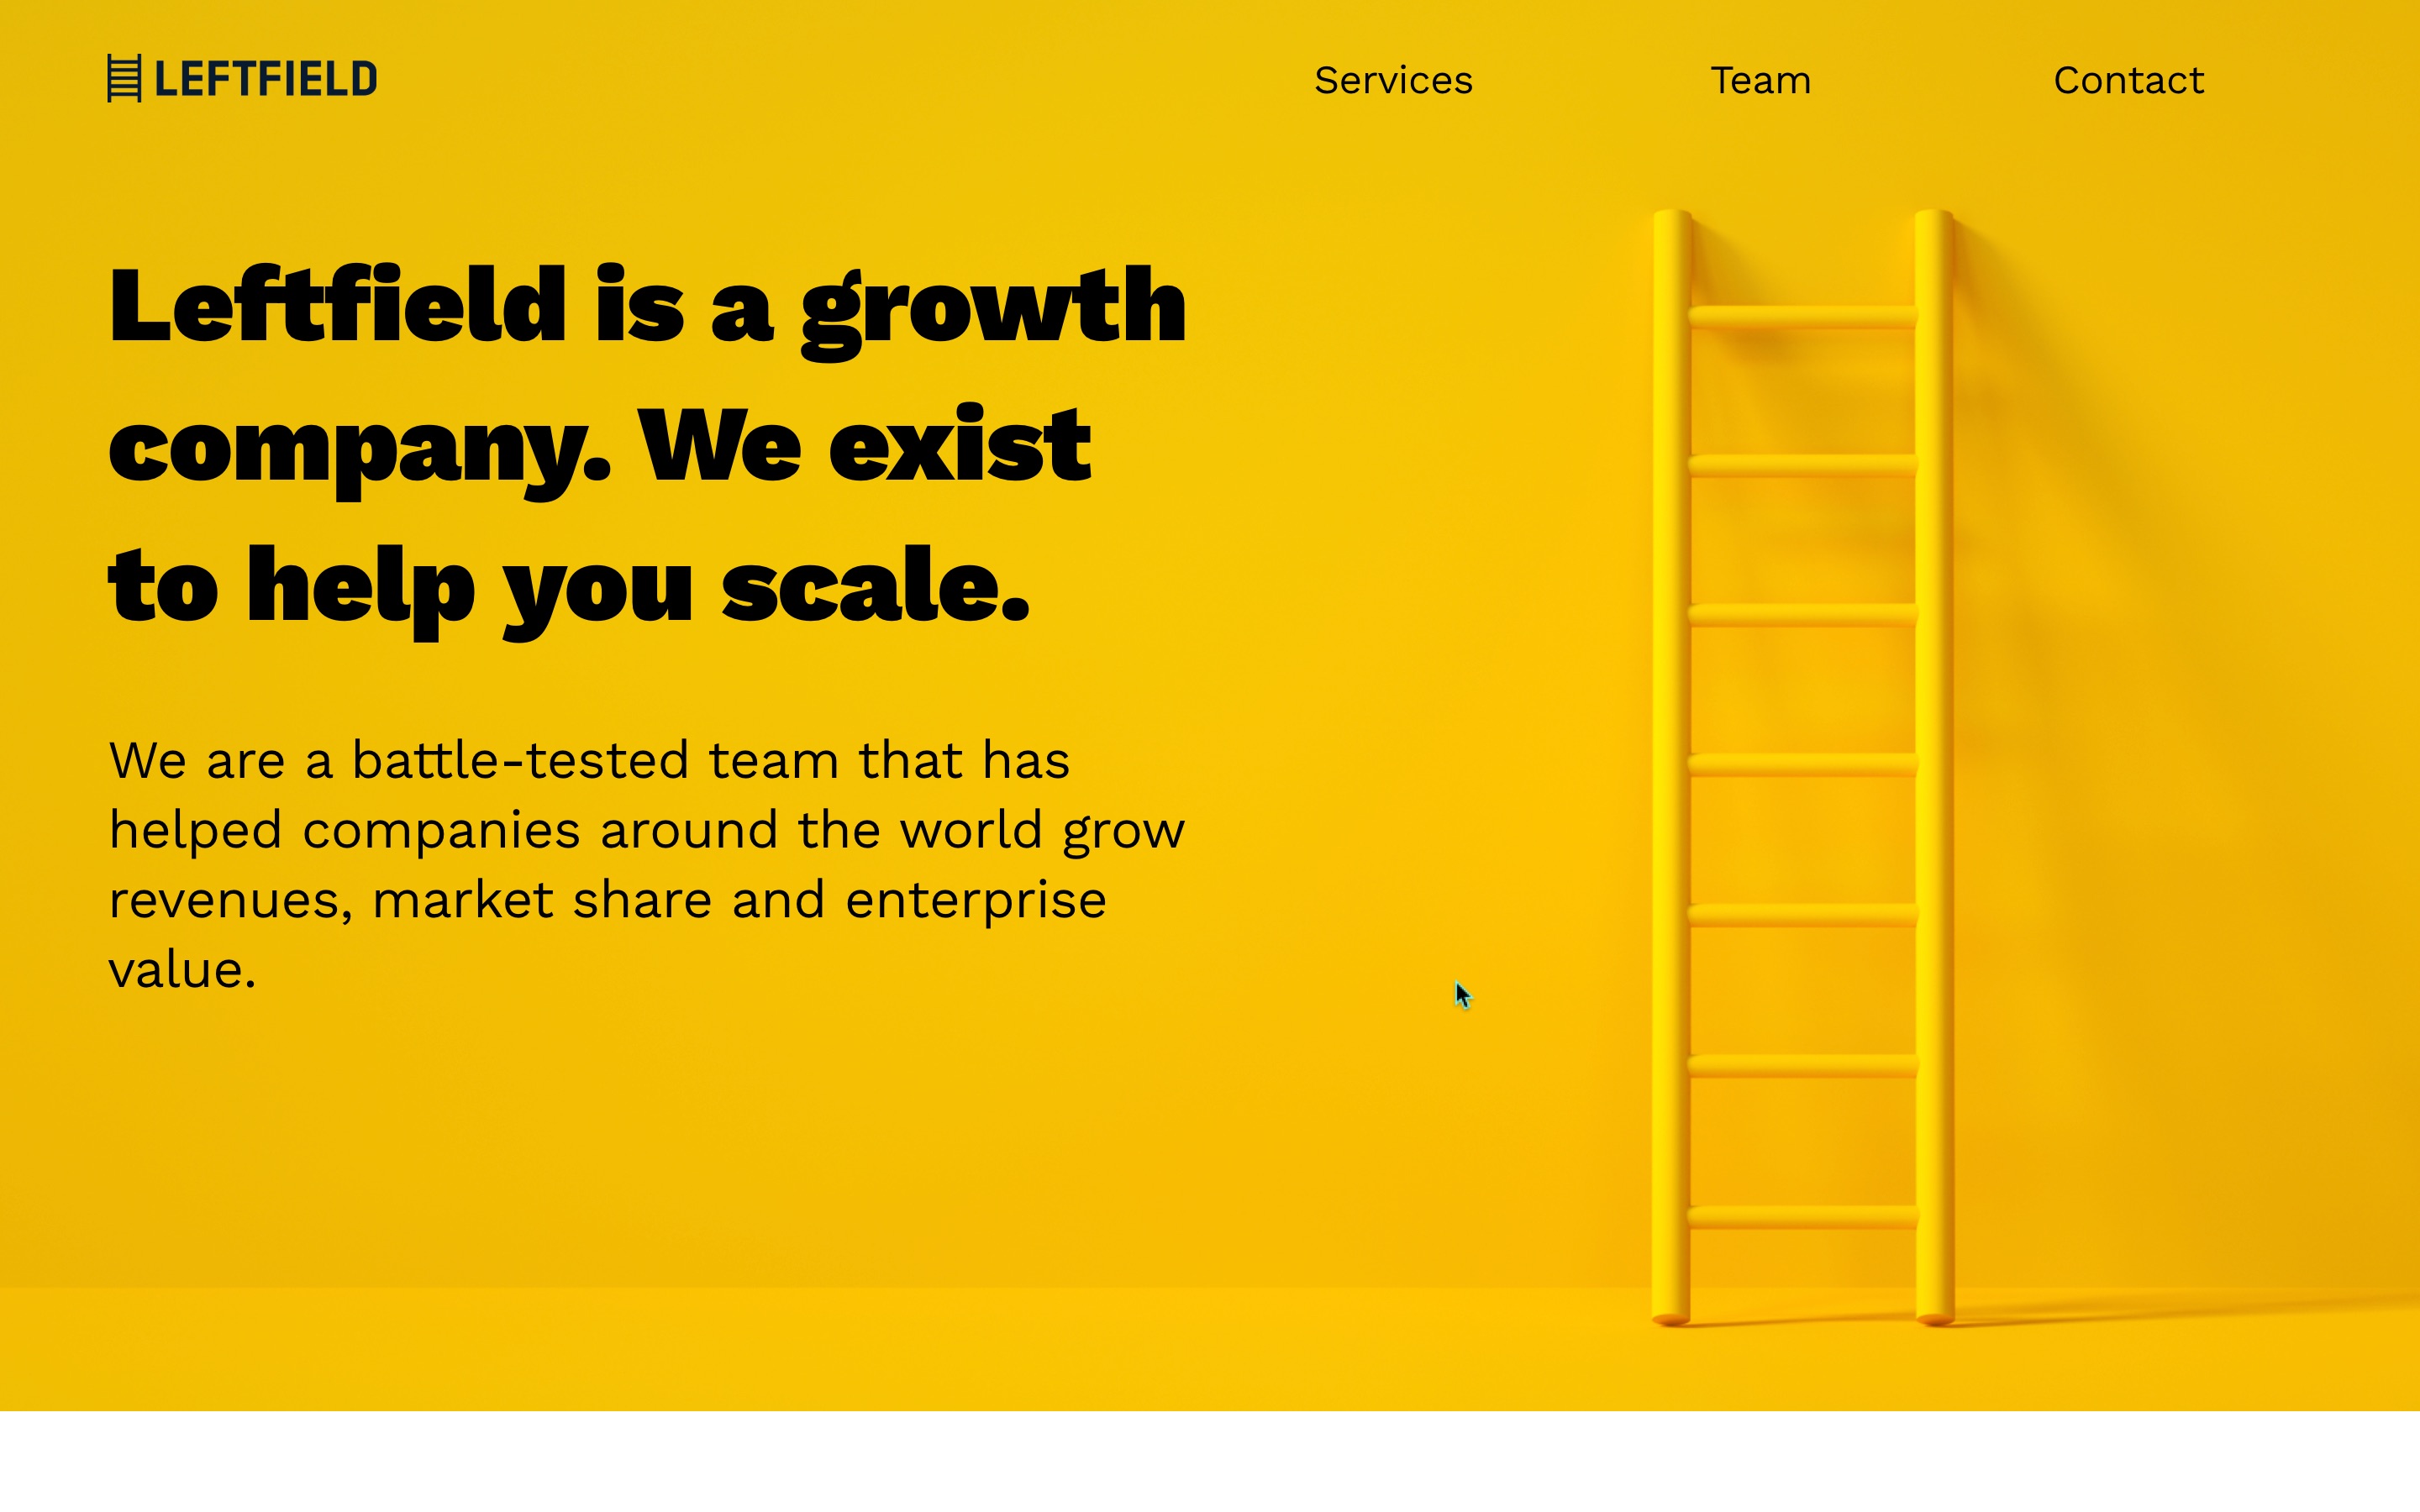 LEFTFIELD
Services
Team
Contact
Leftfield is a growth
company. We exist
to help you scale.
We are a battle-tested team that has
helped companies around the world grow
revenues, market share and enterprise
value.